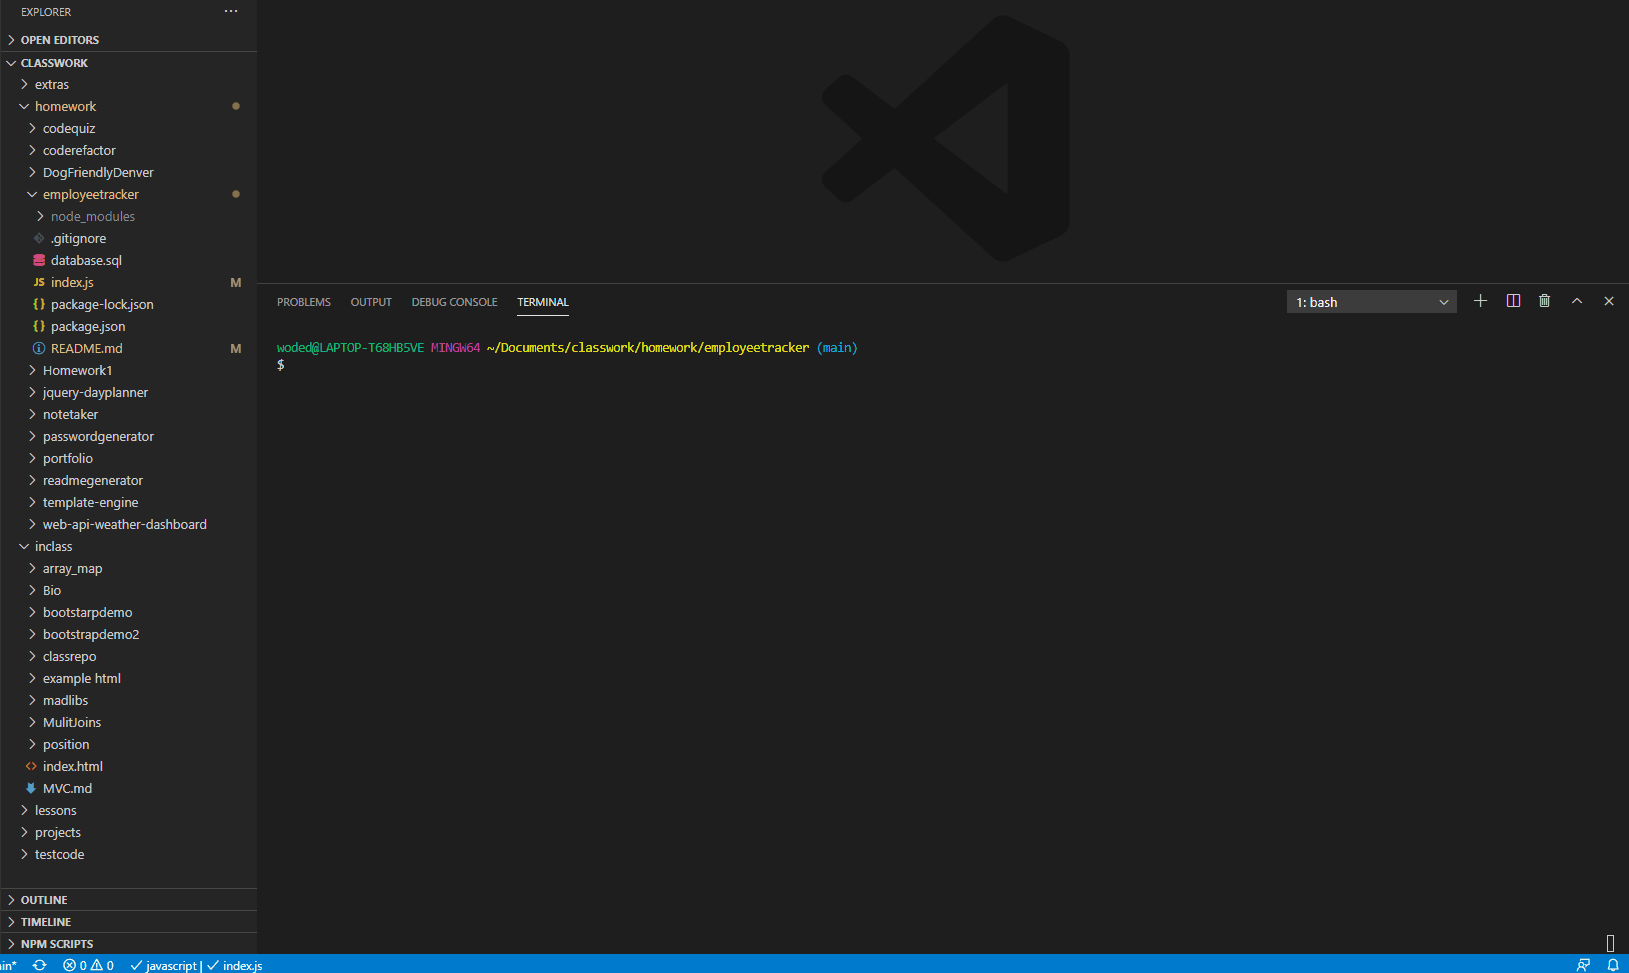 EXPLORER
OPEN EDITORS
CLASSWORK
extras
homework
codequiz
coderefactor
DogFriendlyDenver
employeetracker
node_modules
.gitignore
database.sql
JS index.js M
{} package-lock.json
{} package.json
README.md M
Homework1
jquery-dayplanner
notetaker
passwordgenerator
portfolio
readmegenerator
template-engine
web-api-weather-dashboard
inclass
array_map
Bio
bootstarpdemo
bootstrapdemo2
classrepo
example html
madlibs
MulitJoins
position
<> index.html
MVC.md
lessons
projects
testcode
OUTLINE
TIMELINE
NPM SCRIPTS
PROBLEMS OUTPUT DEBUG CONSOLE TERMINAL 1: bash
woded@LAPTOP-T68HB5VE MINGW64 ~/Documents/classwork/homework/employeetracker (main)
$
in* 0 0 javascript | index.js